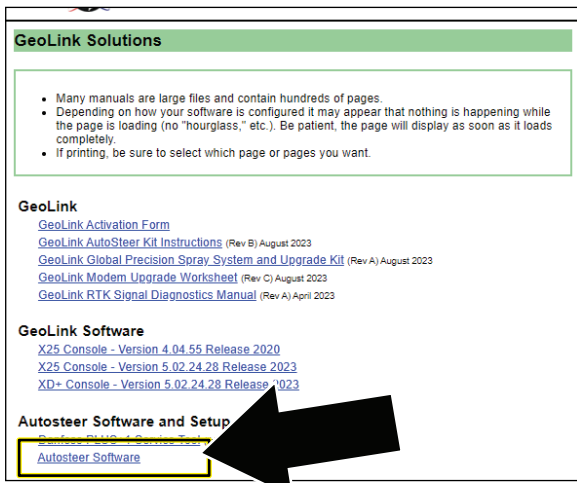 GeoLink Solutions
Many manuals are large files and contain hundreds of pages.
Depending on how your software is configured it may appear that nothing is happening while
the page is loading (no "hourglass," etc.). Be patient, the page will display as soon as it loads
completely.
If printing, be sure to select which page or pages you want.
GeoLink
GeoLink Activation Form
GeoLink AutoSteer Kit Instructions (Rev B) August 2023
GeoLink Global Precision Spray System and Upgrade Kit (Rev A) August 2023
GeoLink Modem Upgrade Worksheet (Rev C) August 2023
GeoLink RTK Signal Diagnostics Manual (Rev A) April 2023
GeoLink Software
X25 Console - Version 4.04.55 Release 2020
X25 Console - Version 5.02.24.28 Release 2023
XD+ Console - Version 5.02.24.28 Release 2023
Autosteer Software and Setup
Service Tool
Autosteer Software